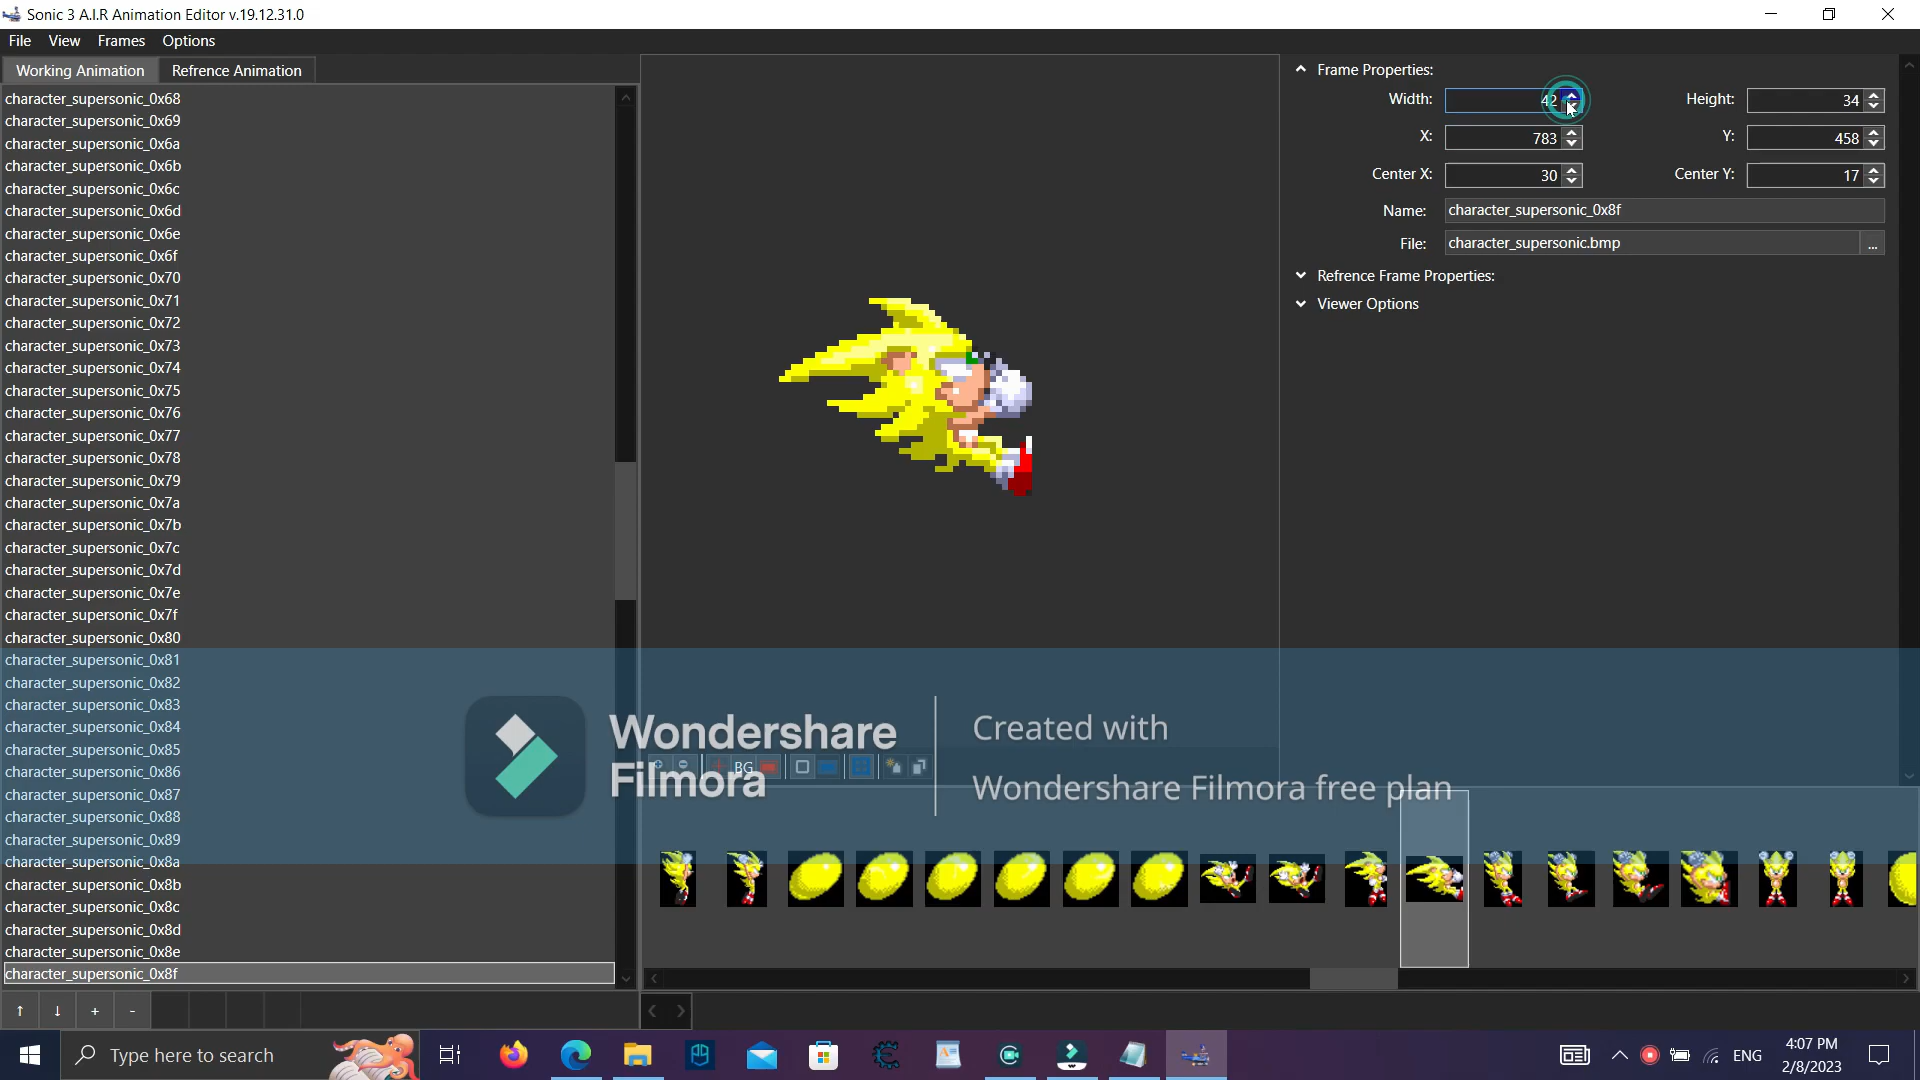 Sonic 3 A.I.R Animation Editor v.19.12.31.0
File View Frames Options
Working Animation Refrence Animation
character_supersonic_0x68
character_supersonic_0x69
character_supersonic_0x6a
character_supersonic_0x6b
character_supersonic_0x6c
character_supersonic_0x6d
character_supersonic_0x6e
character_supersonic_0x6f
character_supersonic_0x70
character_supersonic_0x71
character_supersonic_0x72
character_supersonic_0x73
character_supersonic_0x74
character_supersonic_0x75
character_supersonic_0x76
character_supersonic_0x77
character_supersonic_0x78
character_supersonic_0x79
character_supersonic_0x7a
character_supersonic_0x7b
character_supersonic_0x7c
character_supersonic_0x7d
character_supersonic_0x7e
character_supersonic_0x7f
character_supersonic_0x80
character_supersonic_0x81
character_supersonic_0x82
character_supersonic_0x83
character_supersonic_0x84
character_supersonic_0x85
character_supersonic_0x86
character_supersonic_0x87
character_supersonic_0x88
character_supersonic_0x89
character_supersonic_0x8a
character_supersonic_0x8b
character_supersonic_0x8c
character_supersonic_0x8d
character_supersonic_0x8e
character_supersonic_0x8f
Frame Properties:
Width: 42 Height: 34
X: 783 Y: 458
Center X: 30 Center Y: 17
Name: character_supersonic_0x8f
File: character_supersonic.bmp ...
Refrence Frame Properties:
Viewer Options
BG
Wondershare
Filmora
Created with
Wondershare Filmora free plan
↑ ↓ + -
Type here to search
ENG
4:07 PM
2/8/2023